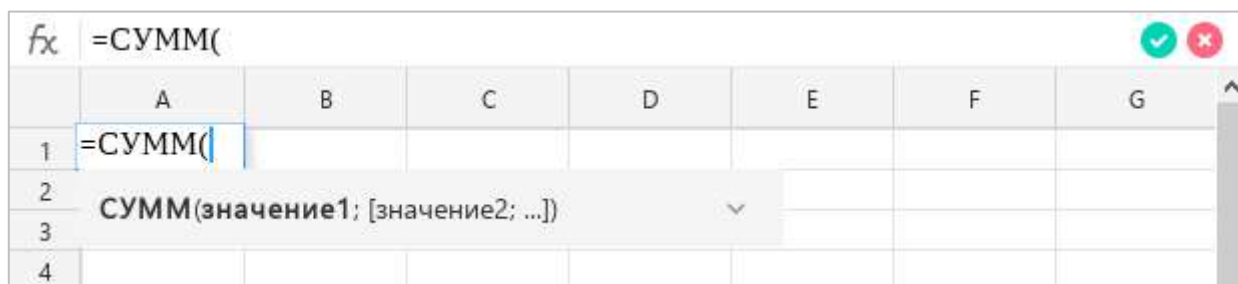 fx =СУММ(
A B C D E F G
1 =СУММ(
2
СУММ(значение1; [значение2; ...])
3
4